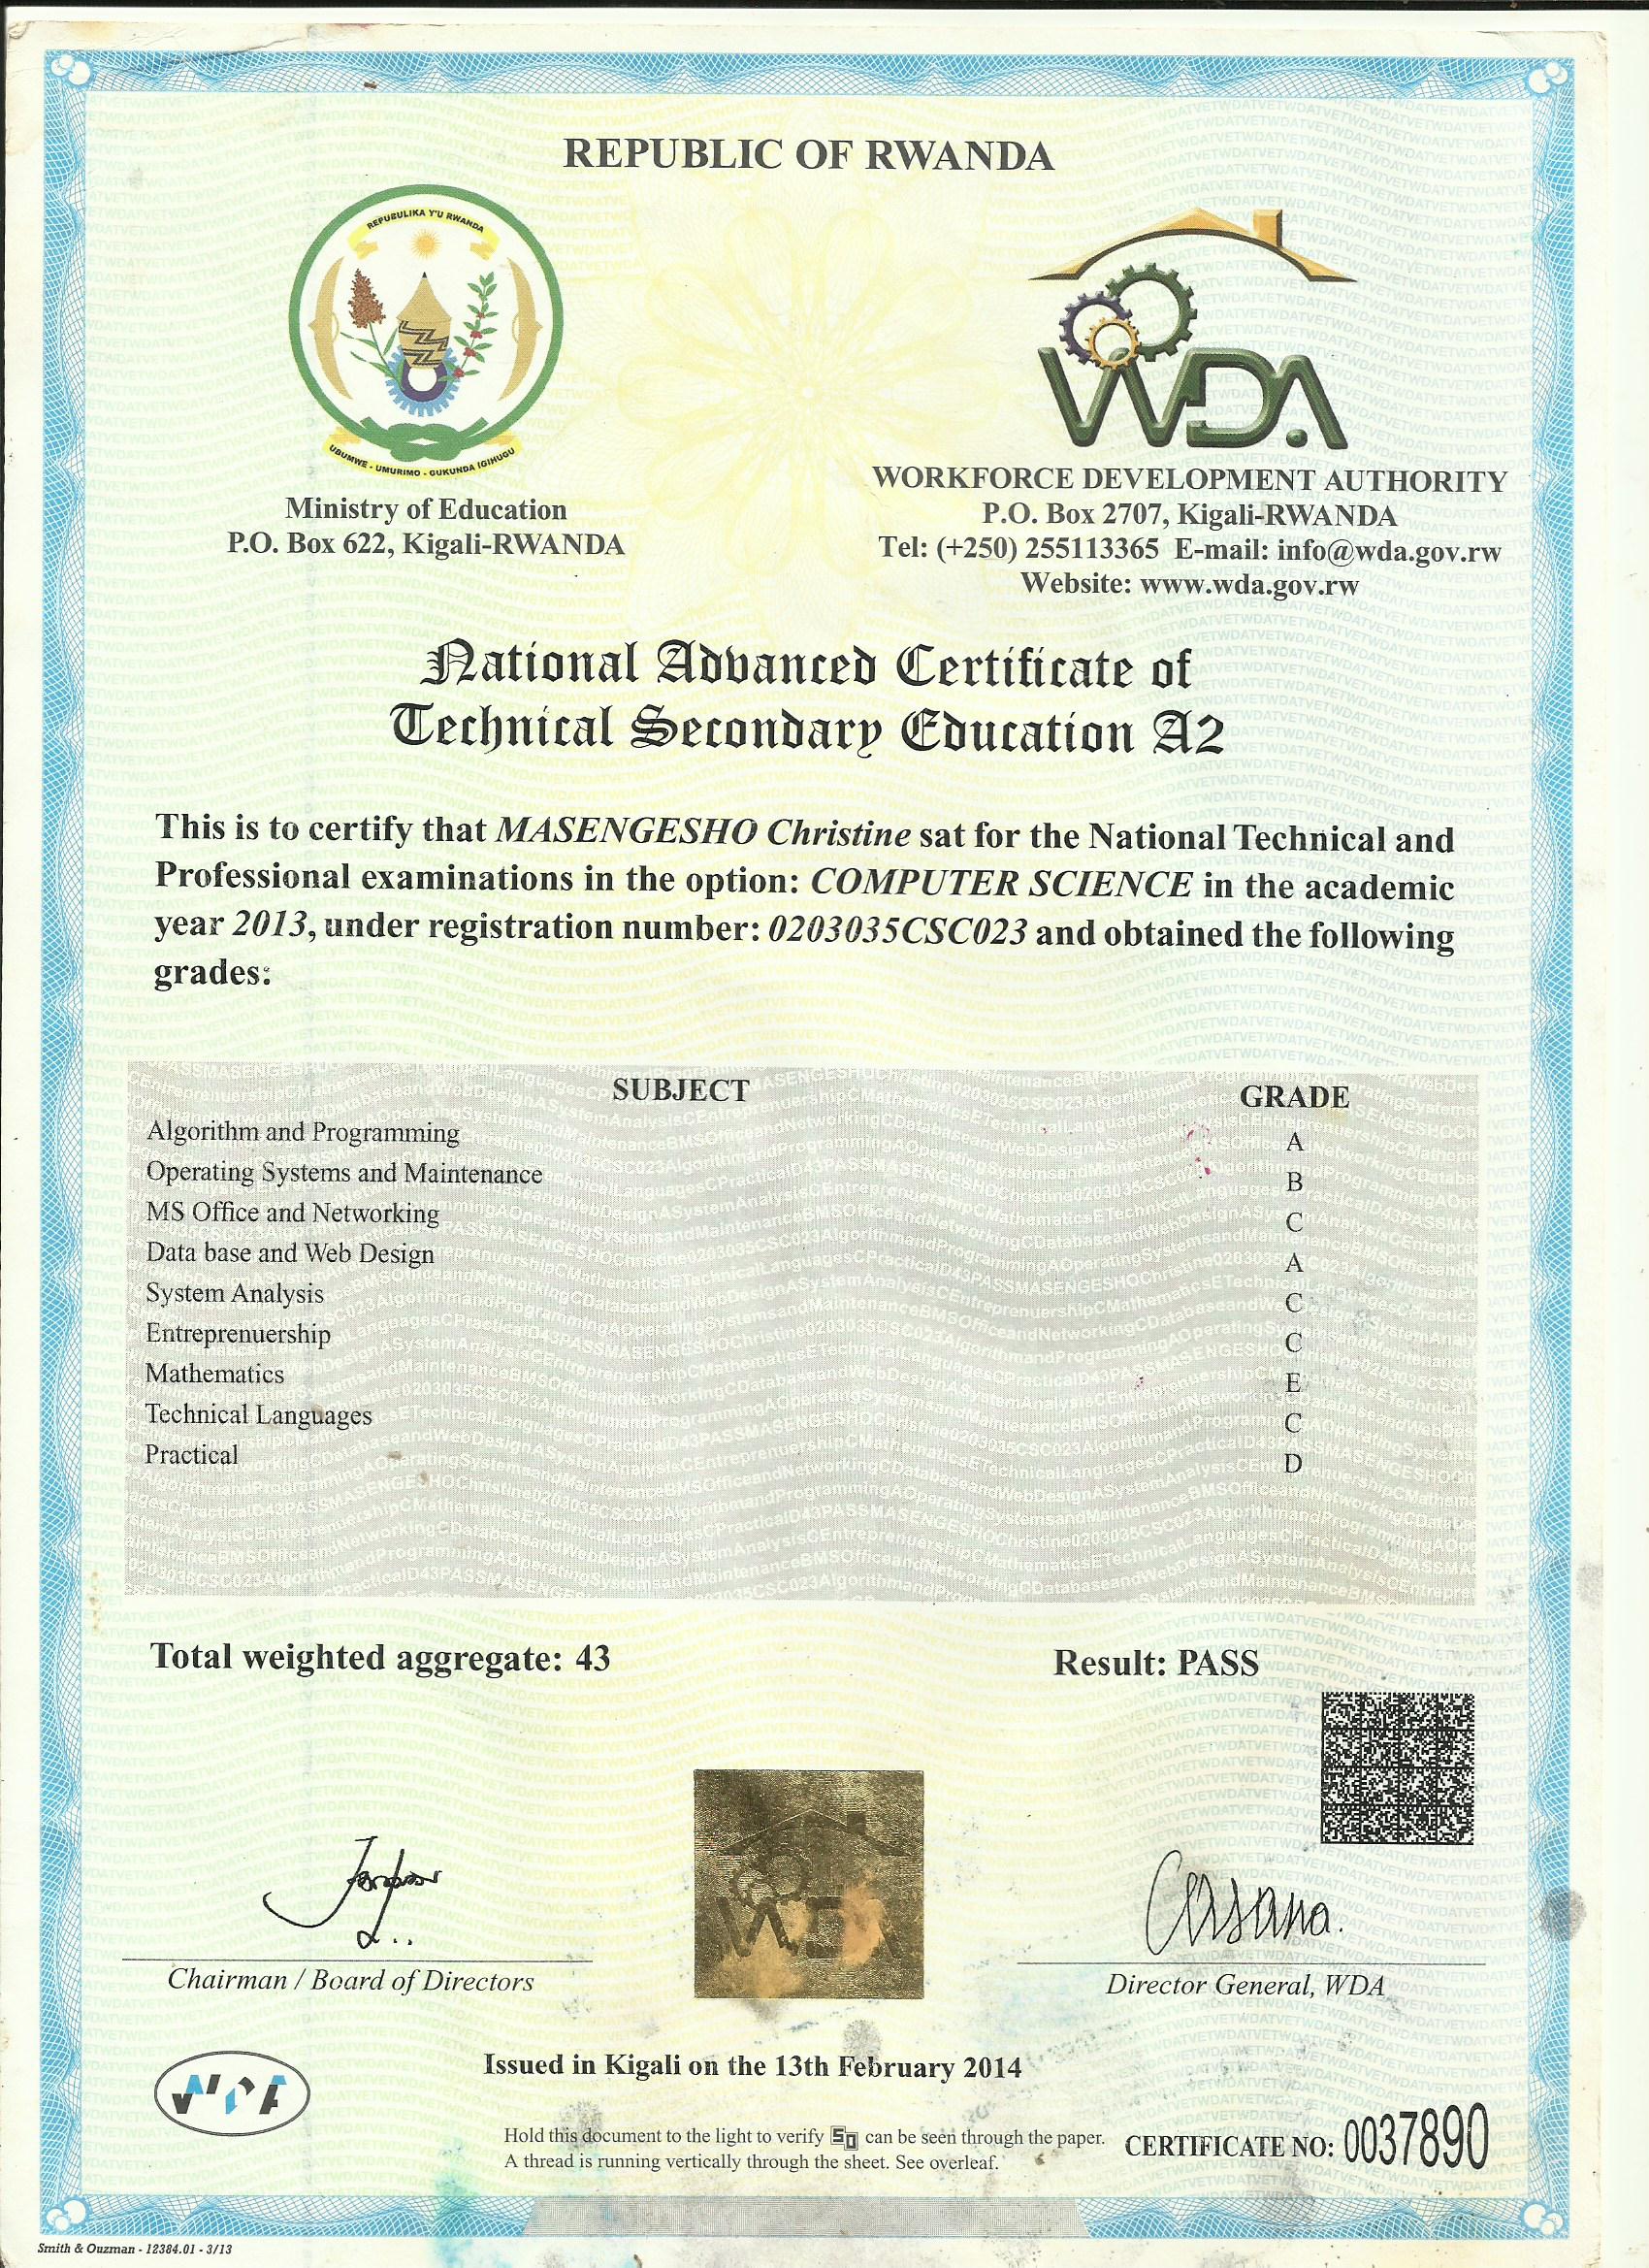 REPUBLIC OF RWANDA
REPUBULIKA Y'U RWANDA
UBUMWE - UMURIMO - GUKUNDA IGIHUGU
Ministry of Education
P.O. Box 622, Kigali-RWANDA
WDA
WORKFORCE DEVELOPMENT AUTHORITY
P.O. Box 2707, Kigali-RWANDA
Tel: (+250) 255113365 E-mail: info@wda.gov.rw
Website: www.wda.gov.rw
National Advanced Certificate of
Technical Secondary Education A2
This is to certify that MASENGESHO Christine sat for the National Technical and
Professional examinations in the option: COMPUTER SCIENCE in the academic
year 2013, under registration number: 0203035CSC023 and obtained the following
grades:
SUBJECT GRADE
Algorithm and Programming A
Operating Systems and Maintenance B
MS Office and Networking C
Data base and Web Design A
System Analysis C
Entreprenuership C
Mathematics E
Technical Languages C
Practical D
Total weighted aggregate: 43 Result: PASS
Chairman / Board of Directors
WDA
Director General, WDA
Issued in Kigali on the 13th February 2014
Hold this document to the light to verify SO can be seen through the paper.
A thread is running vertically through the sheet. See overleaf.
CERTIFICATE NO: 0037890
Smith & Ouzman - 12384.01 - 3/13